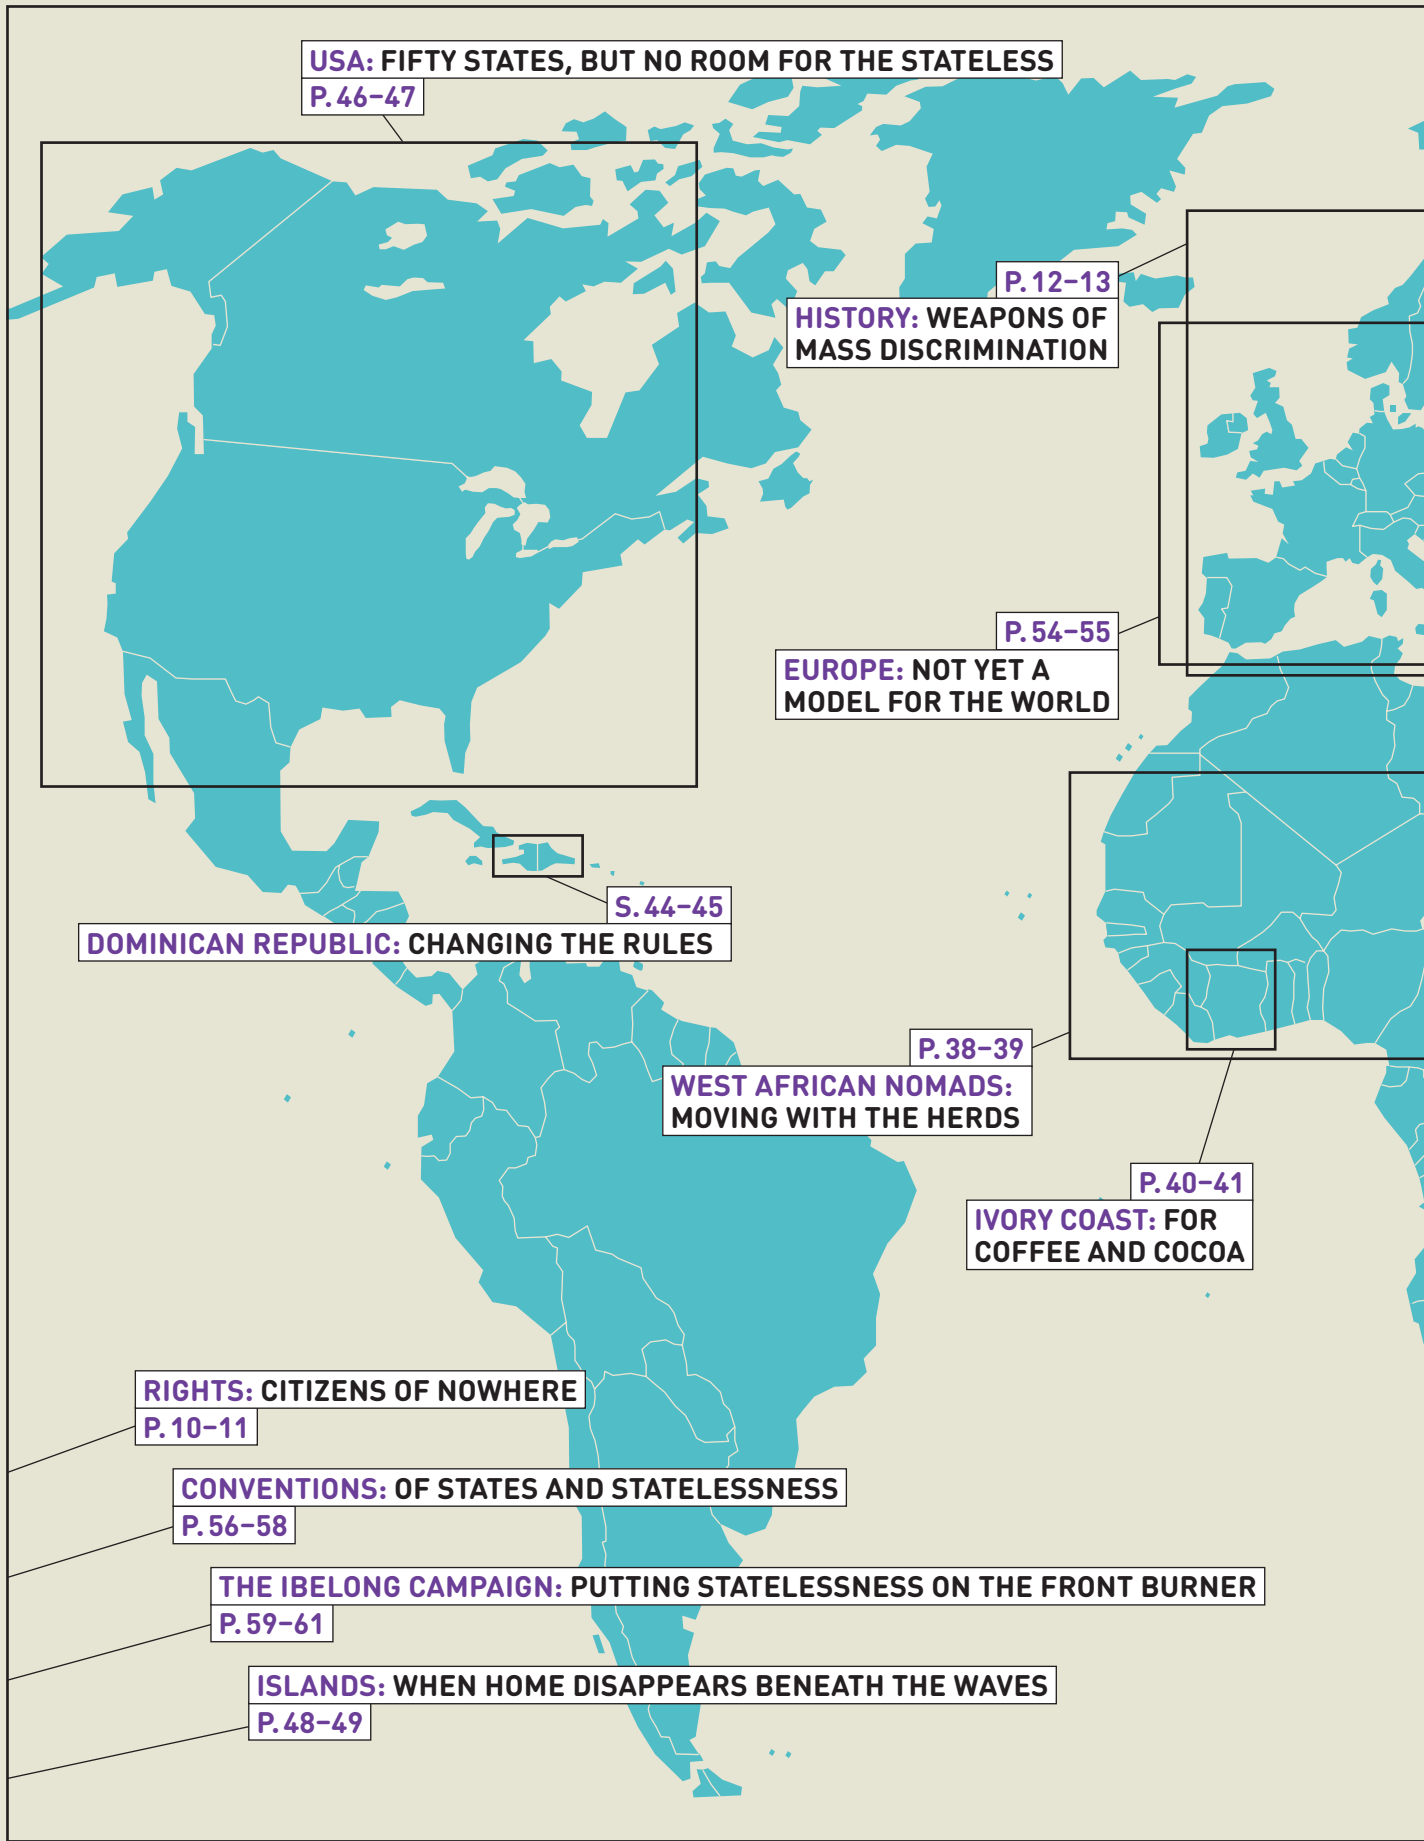 USA: FIFTY STATES, BUT NO ROOM FOR THE STATELESS
P. 46–47
P. 12–13
HISTORY: WEAPONS OF
MASS DISCRIMINATION
P. 54–55
EUROPE: NOT YET A
MODEL FOR THE WORLD
S. 44–45
DOMINICAN REPUBLIC: CHANGING THE RULES
P. 38–39
WEST AFRICAN NOMADS:
MOVING WITH THE HERDS
P. 40–41
IVORY COAST: FOR
COFFEE AND COCOA
RIGHTS: CITIZENS OF NOWHERE
P. 10–11
CONVENTIONS: OF STATES AND STATELESSNESS
P. 56–58
THE IBELONG CAMPAIGN: PUTTING STATELESSNESS ON THE FRONT BURNER
P. 59–61
ISLANDS: WHEN HOME DISAPPEARS BENEATH THE WAVES
P. 48–49